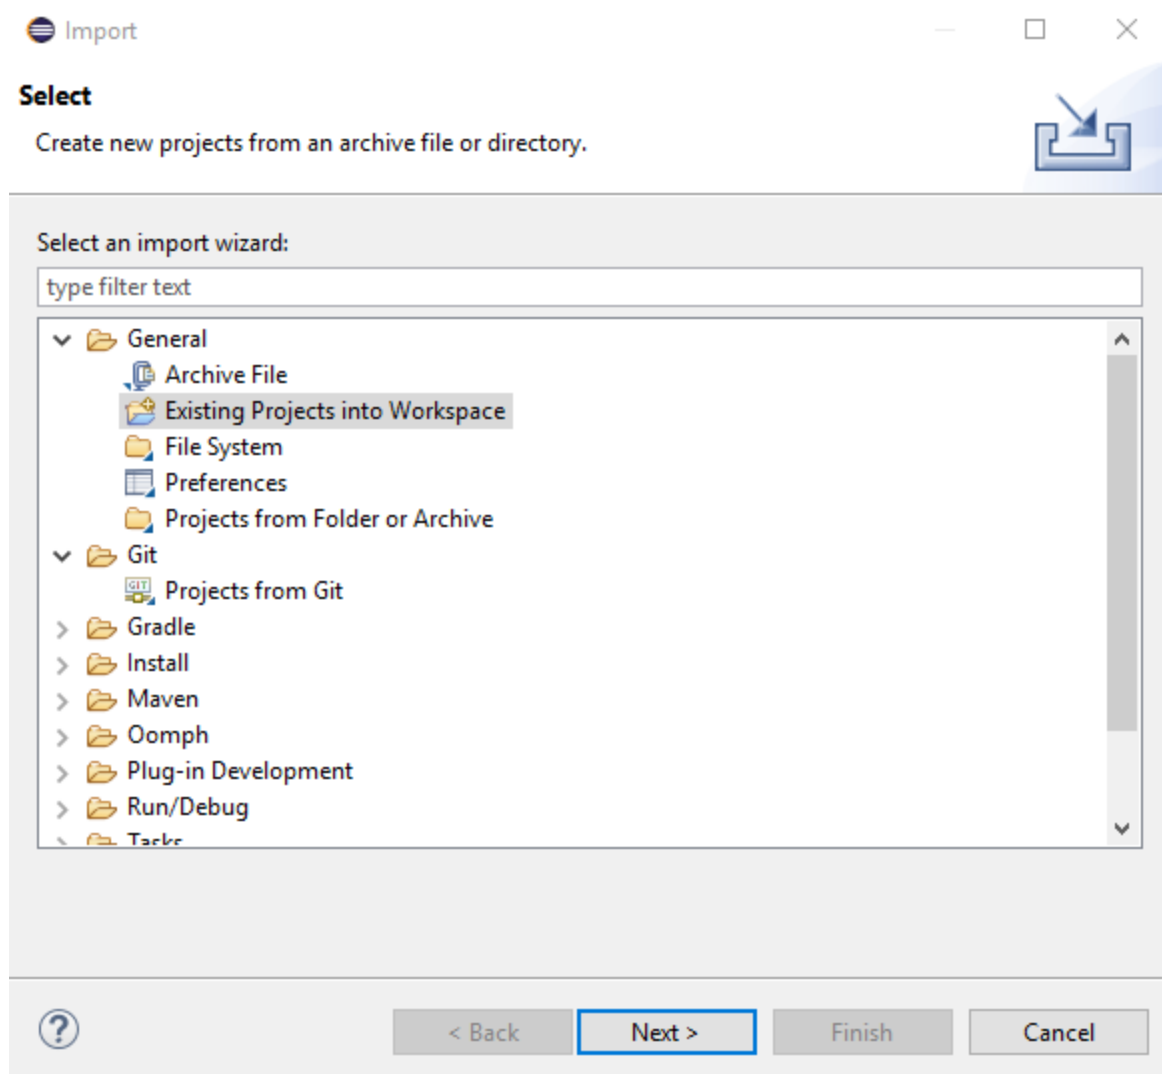 Import
Select
Create new projects from an archive file or directory.
Select an import wizard:
type filter text
General
Archive File
Existing Projects into Workspace
File System
Preferences
Projects from Folder or Archive
Git
GIT
Projects from Git
Gradle
Install
Maven
Oomph
Plug-in Development
Run/Debug
Tasks
?
< Back
Next >
Finish
Cancel